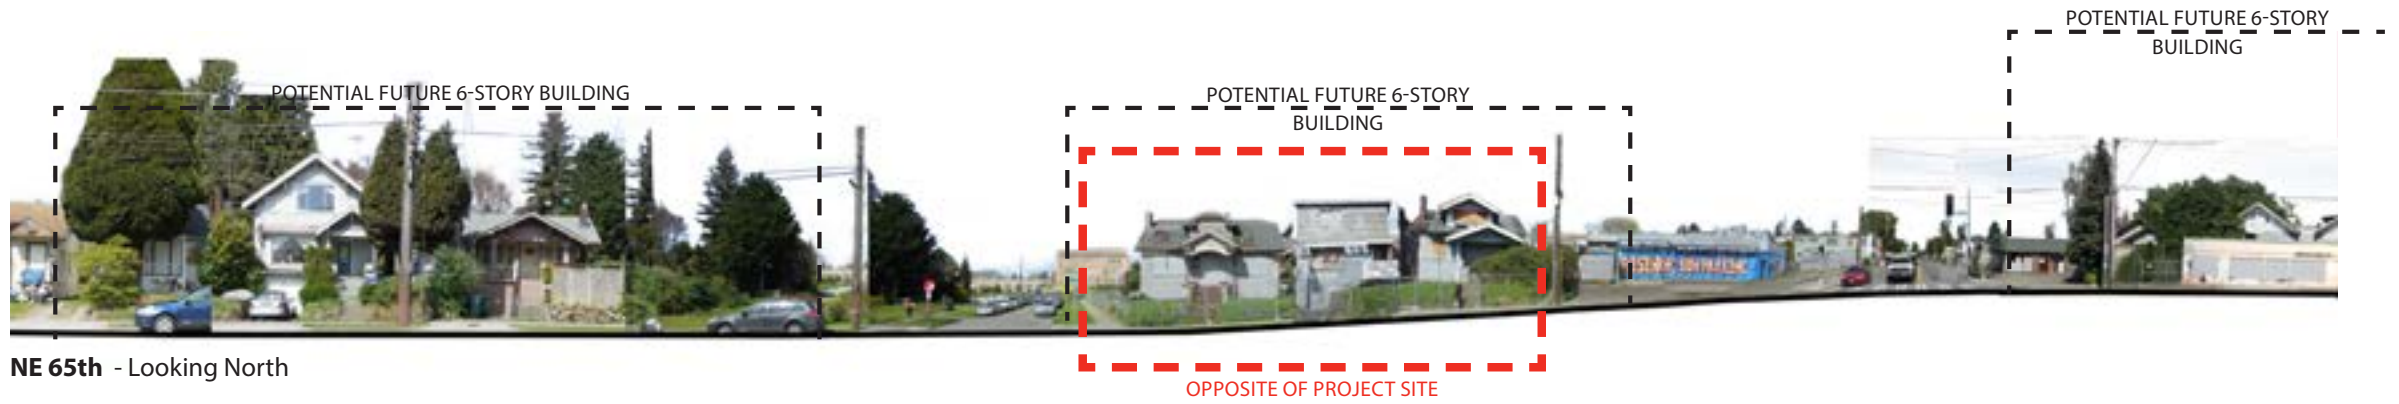 POTENTIAL FUTURE 6-STORY
BUILDING
POTENTIAL FUTURE 6-STORY BUILDING
POTENTIAL FUTURE 6-STORY
BUILDING
NE 65th - Looking North
OPPOSITE OF PROJECT SITE